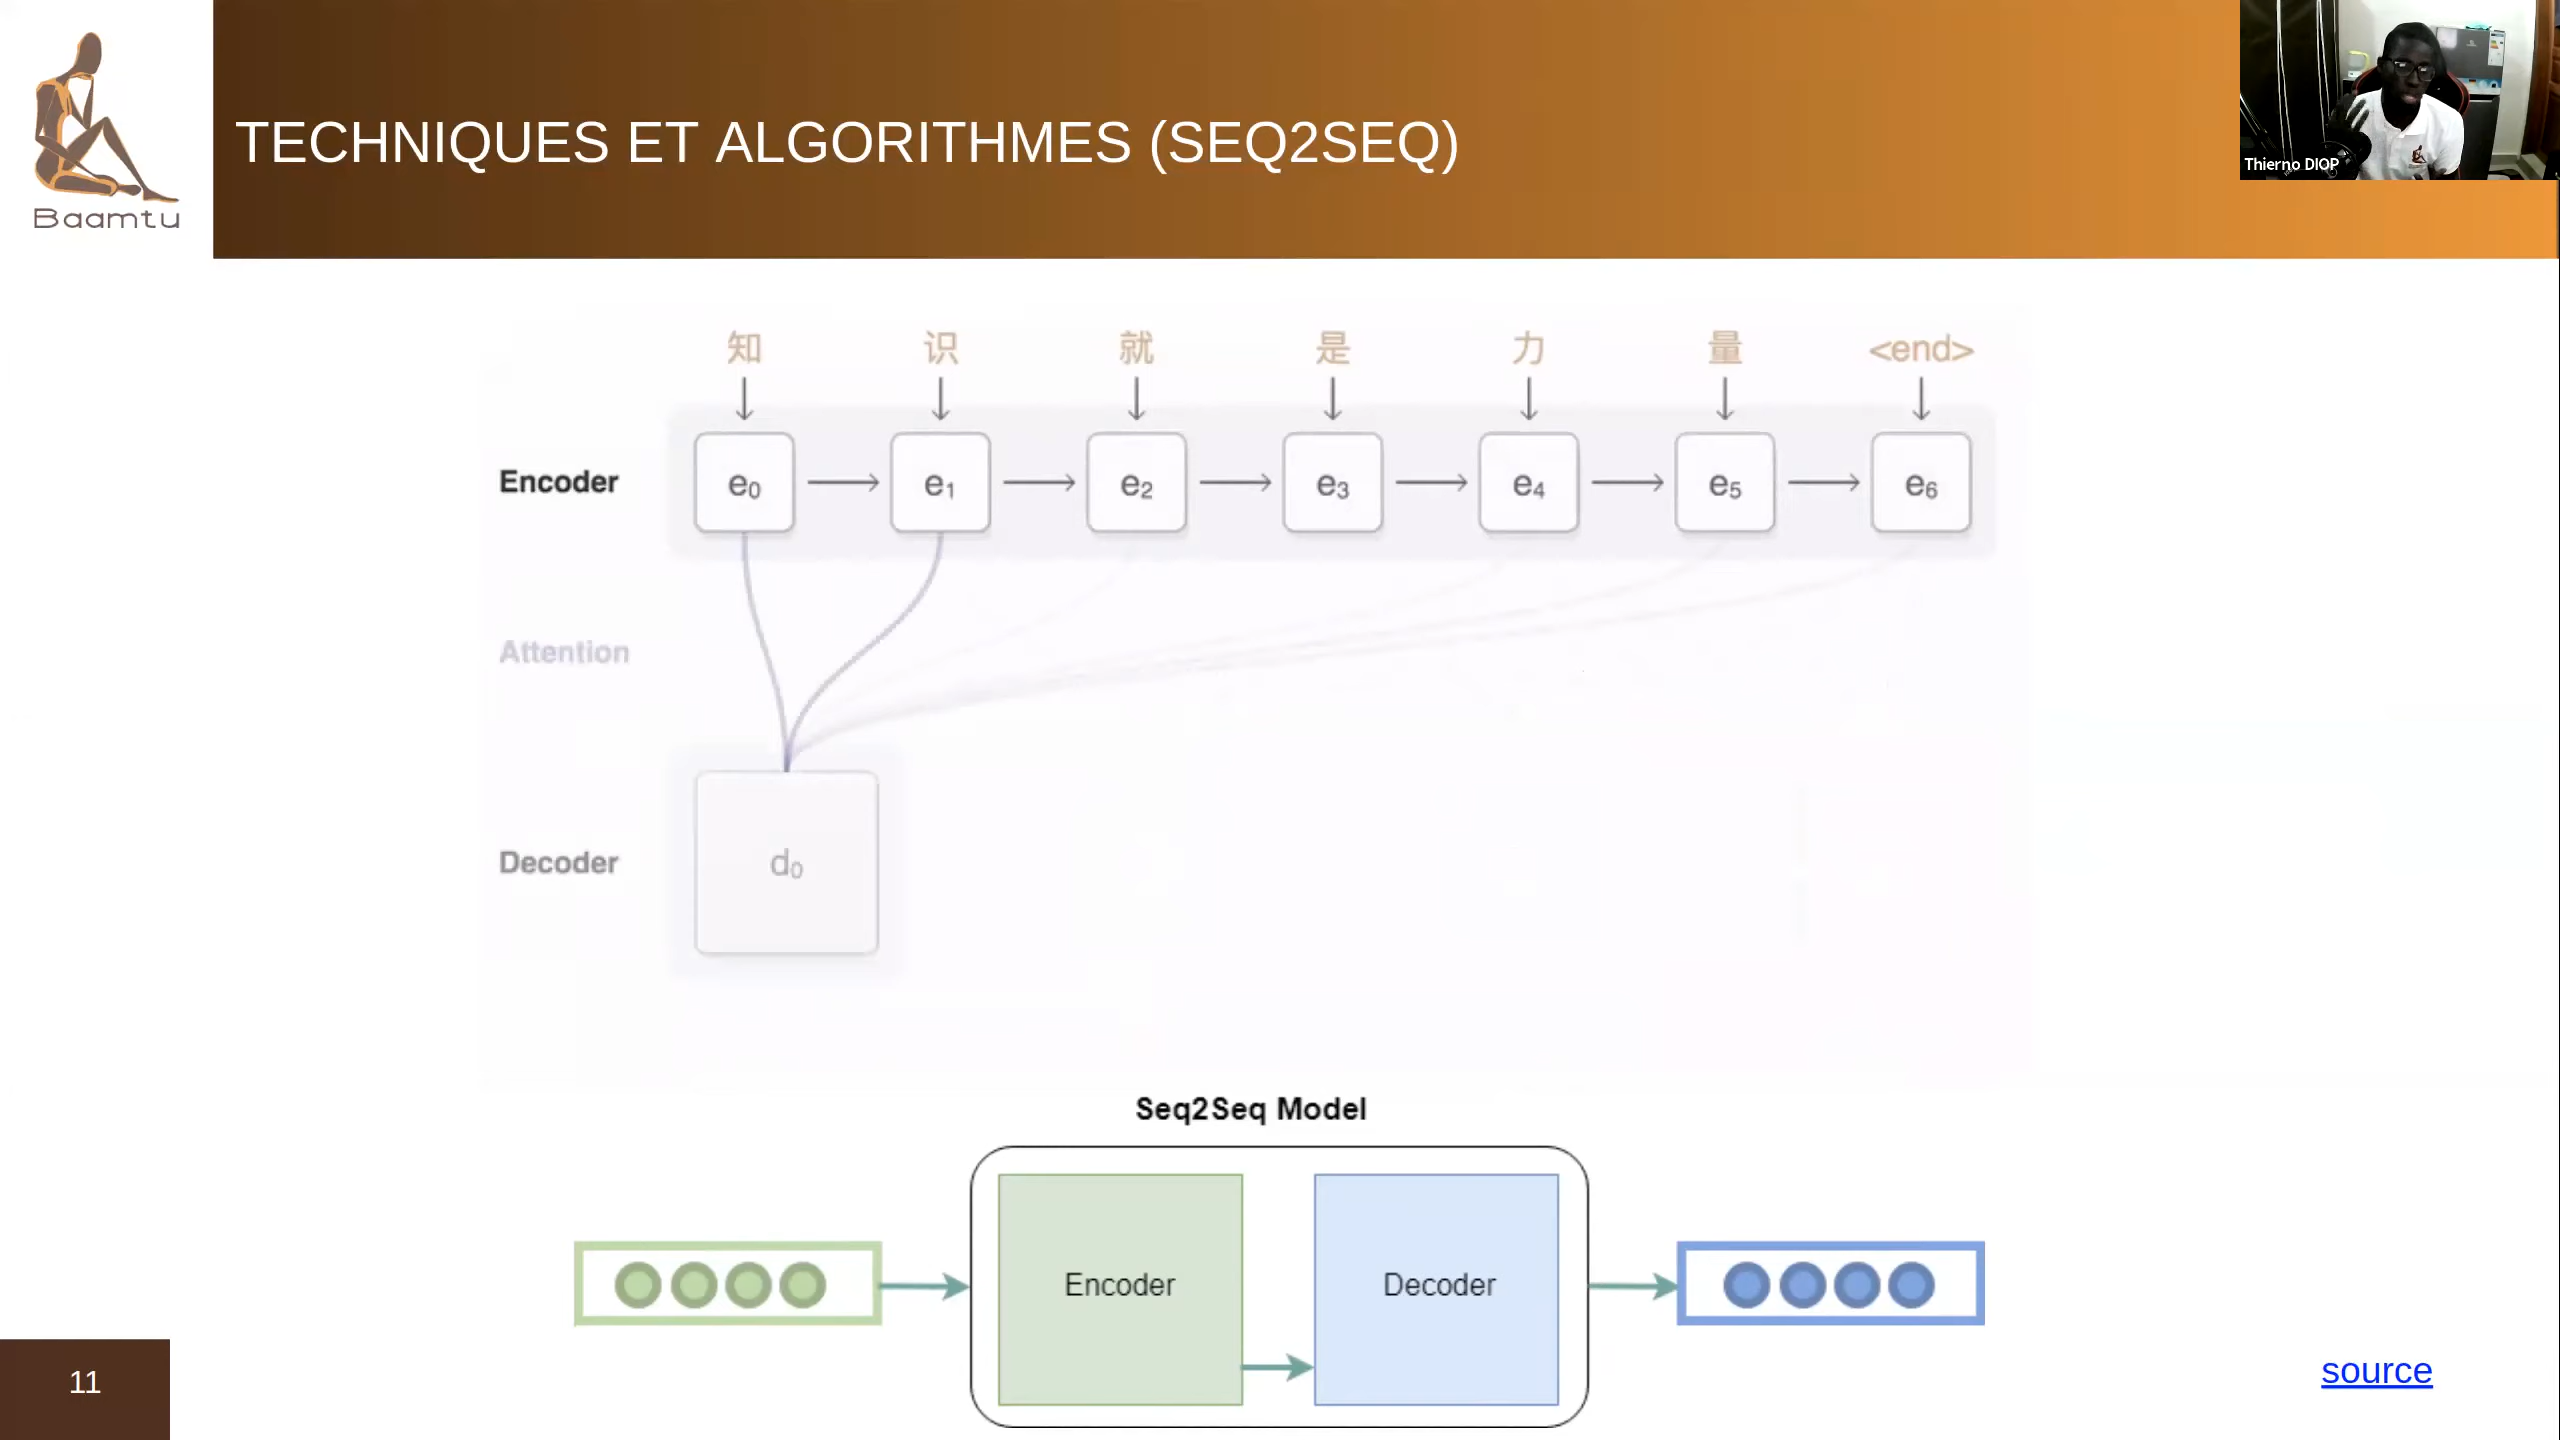 Baamtu
TECHNIQUES ET ALGORITHMES (SEQ2SEQ)
Thierno DIOP
知 识 就 是 力 量 <end>
Encoder e₀ e₁ e₂ e₃ e₄ e₅ e₆
Attention
Decoder d₀
Seq2Seq Model
Encoder Decoder
11
source